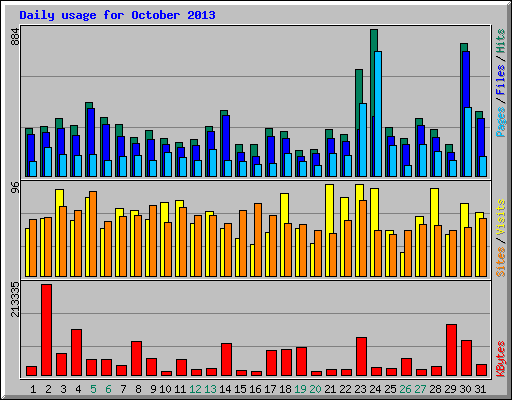 Daily usage for October 2013
884
Pages / Files / Hits
96
Sites / Visits
213335
KBytes
1 2 3 4 5 6 7 8 9 10 11 12 13 14 15 16 17 18 19 20 21 22 23 24 25 26 27 28 29 30 31